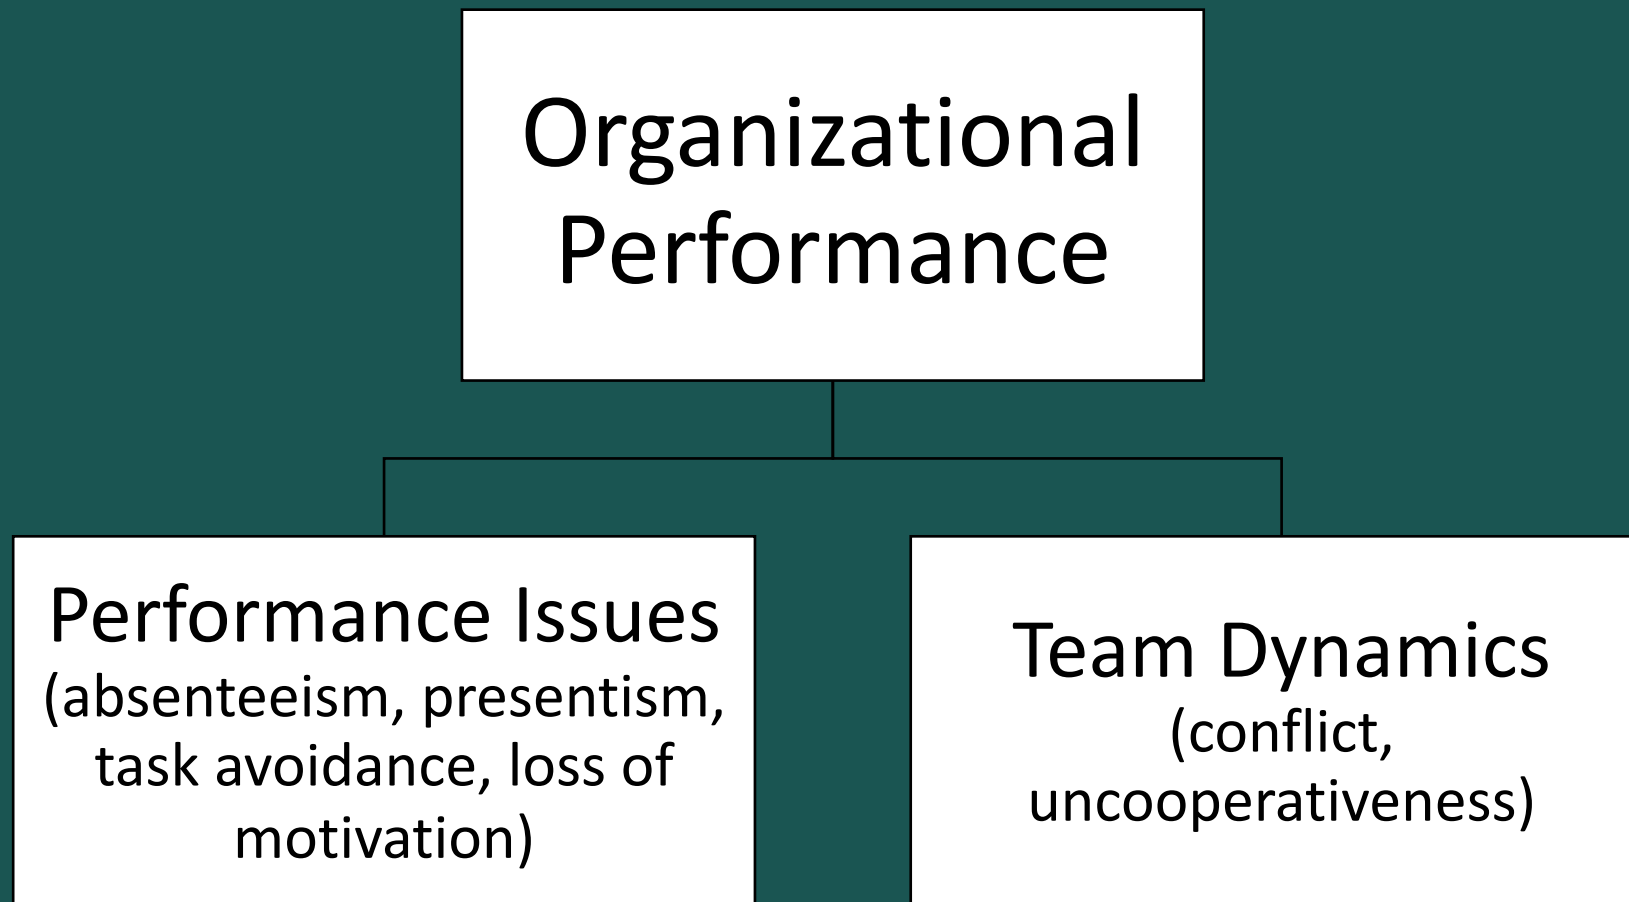 Organizational
Performance
Performance Issues
(absenteeism, presentism,
task avoidance, loss of
motivation)
Team Dynamics
(conflict,
uncooperativeness)